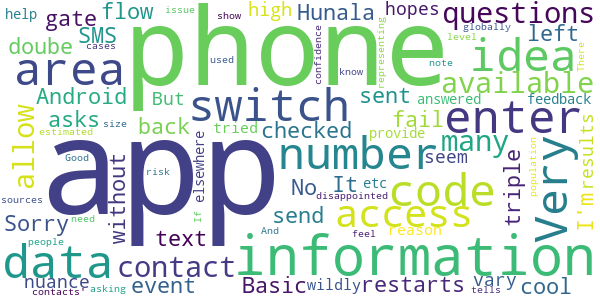 help flow issue show high Hunala hopes questions
gate SMS cases used phone confidence know globally representing level There note left
doube area idea available
Android But sent answered feedback
asks back tried switch checked fail many enter
allow estimated size elsewhere number seem triple Very I'm results
Good risk without No It etc provide code
sources If app disappointed access reason population
Sorry need send text feel
data people contact And information
nuance event Basic wildly restarts vary cool
contacts asking tells